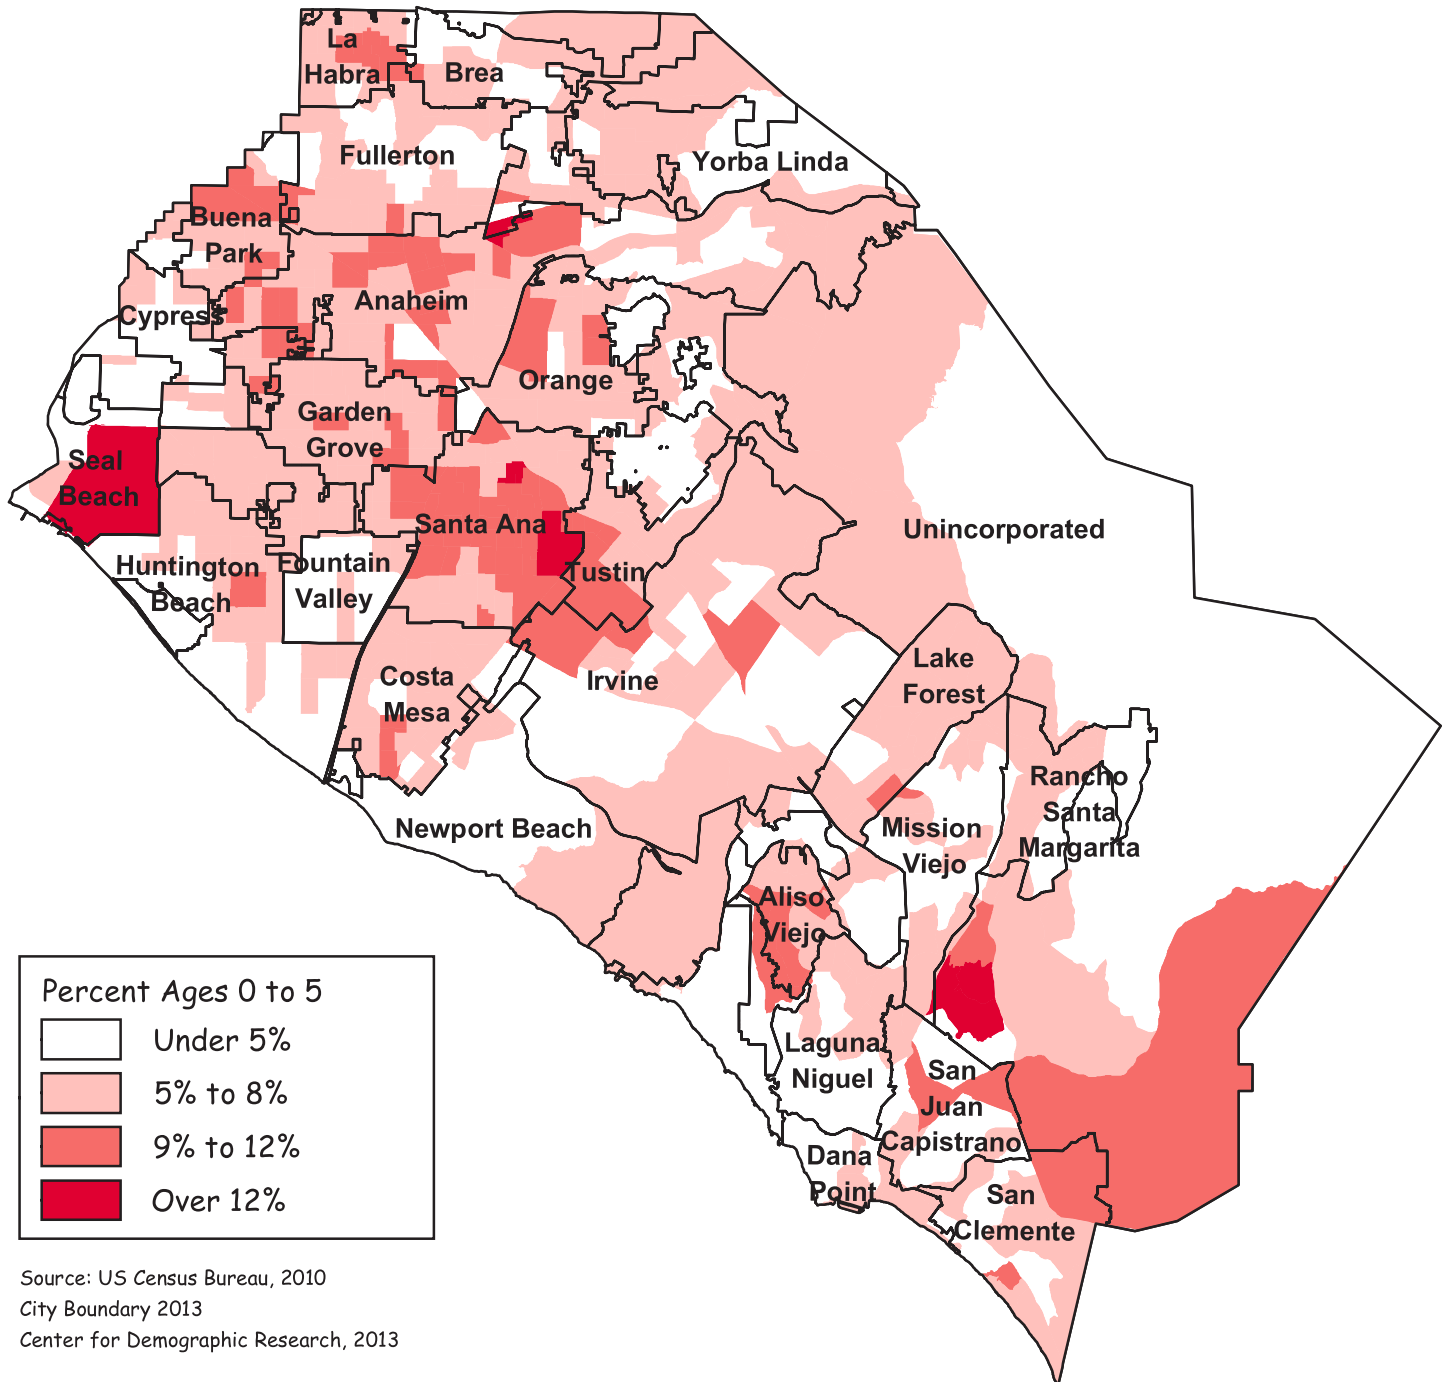 La
Habra
Brea
Fullerton
Yorba Linda
Buena
Park
Anaheim
Cypress
Orange
Garden
Grove
Seal
Beach
Santa Ana
Unincorporated
Huntington
Beach
Fountain
Valley
Tustin
Costa
Mesa
Irvine
Lake
Forest
Rancho
Santa
Margarita
Newport Beach
Mission
Viejo
Aliso
Viejo
Laguna
Niguel
San
Juan
Capistrano
Dana
Point
San
Clemente
Percent Ages 0 to 5
Under 5%
5% to 8%
9% to 12%
Over 12%
Source: US Census Bureau, 2010
City Boundary 2013
Center for Demographic Research, 2013